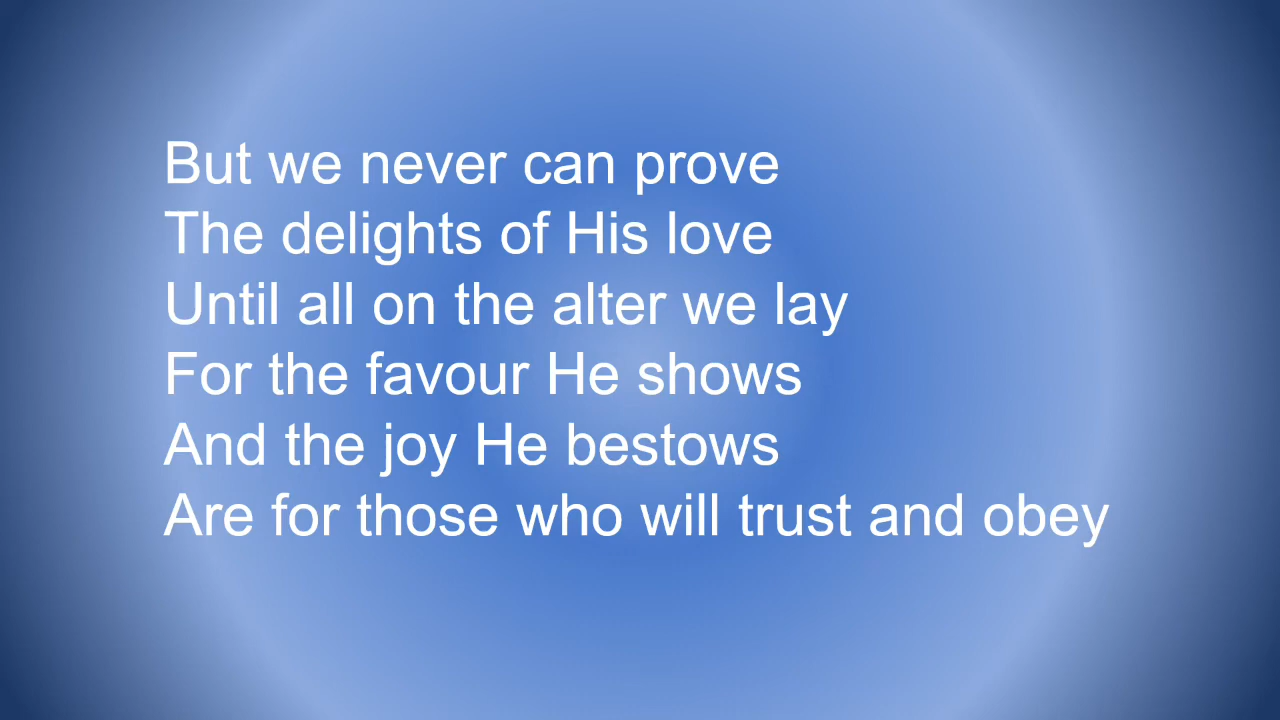 But we never can prove
The delights of His love
Until all on the alter we lay
For the favour He shows
And the joy He bestows
Are for those who will trust and obey